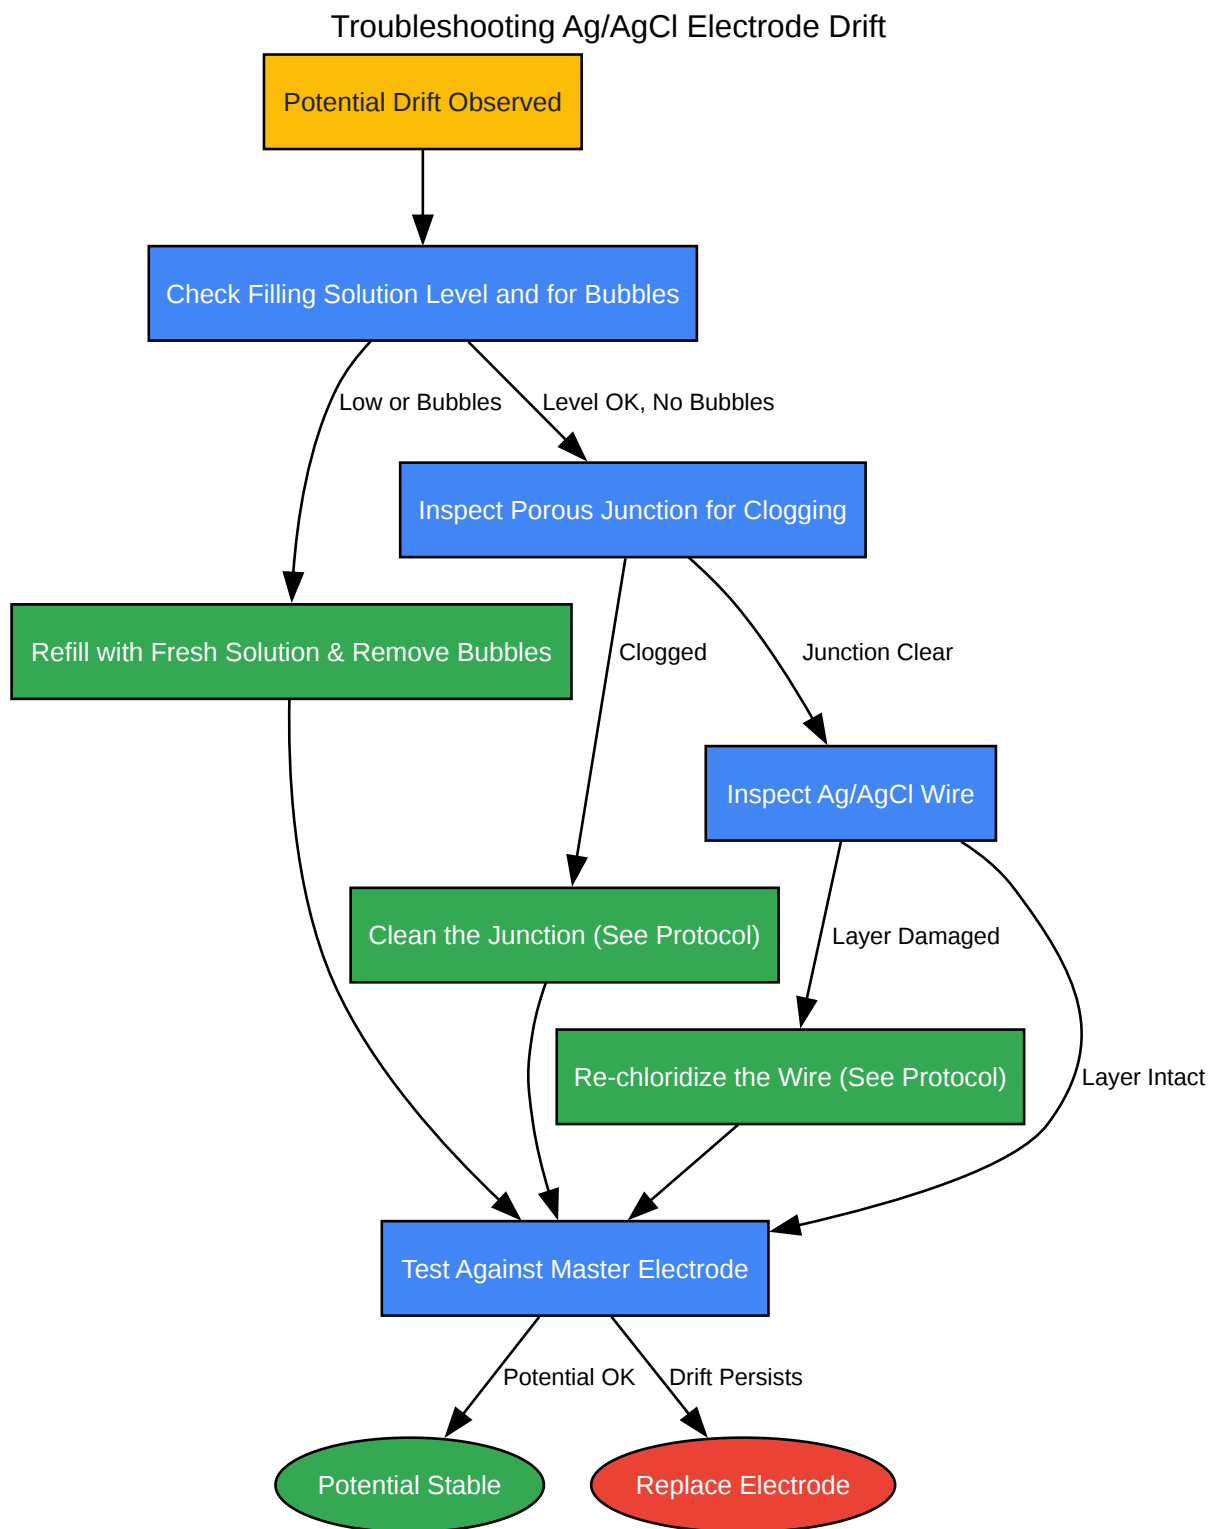 Troubleshooting Ag/AgCl Electrode Drift
Potential Drift Observed
Check Filling Solution Level and for Bubbles
Low or Bubbles
Level OK, No Bubbles
Inspect Porous Junction for Clogging
Refill with Fresh Solution & Remove Bubbles
Clogged
Junction Clear
Inspect Ag/AgCl Wire
Clean the Junction (See Protocol)
Layer Damaged
Re-chloridize the Wire (See Protocol)
Layer Intact
Test Against Master Electrode
Potential OK
Drift Persists
Potential Stable
Replace Electrode